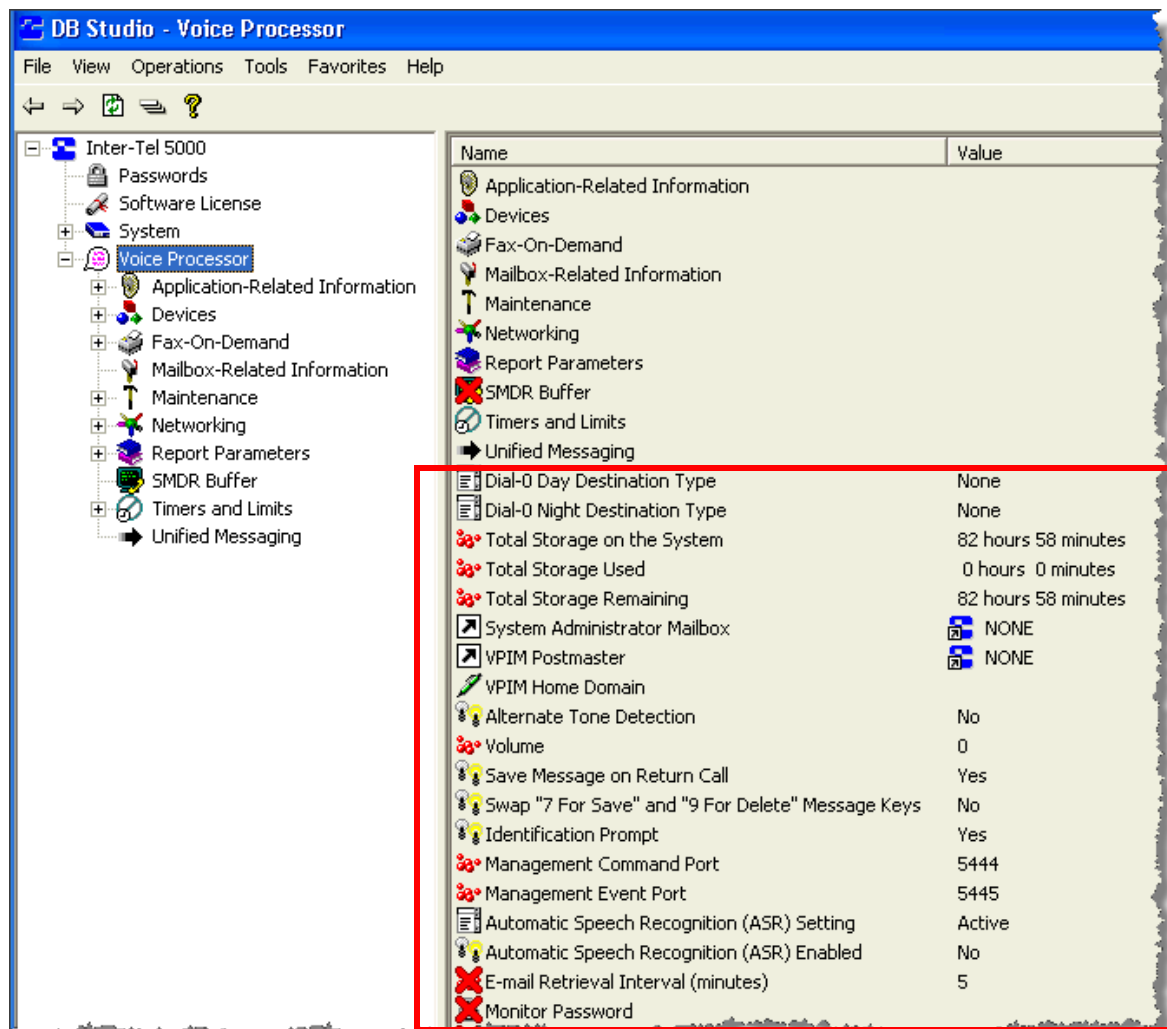 DB Studio - Voice Processor
File View Operations Tools Favorites Help
Inter-Tel 5000
Passwords
Software License
System
Voice Processor
Application-Related Information
Devices
Fax-On-Demand
Mailbox-Related Information
Maintenance
Networking
Report Parameters
SMDR Buffer
Timers and Limits
Unified Messaging
Name Value
Application-Related Information
Devices
Fax-On-Demand
Mailbox-Related Information
Maintenance
Networking
Report Parameters
SMDR Buffer
Timers and Limits
Unified Messaging
Dial-0 Day Destination Type None
Dial-0 Night Destination Type None
Total Storage on the System 82 hours 58 minutes
Total Storage Used 0 hours 0 minutes
Total Storage Remaining 82 hours 58 minutes
System Administrator Mailbox NONE
VPIM Postmaster NONE
VPIM Home Domain
Alternate Tone Detection No
Volume 0
Save Message on Return Call Yes
Swap "7 For Save" and "9 For Delete" Message Keys No
Identification Prompt Yes
Management Command Port 5444
Management Event Port 5445
Automatic Speech Recognition (ASR) Setting Active
Automatic Speech Recognition (ASR) Enabled No
E-mail Retrieval Interval (minutes) 5
Monitor Password